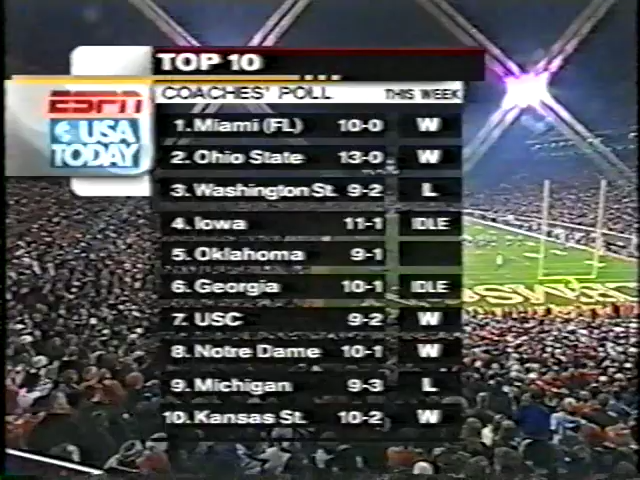 TOP 10
ESPN
COACHES' POLL THIS WEEK
USA
TODAY
1. Miami (FL) 10-0 W
2. Ohio State 13-0 W
3. Washington St. 9-2 L
4. Iowa 11-1 IDLE
5. Oklahoma 9-1
6. Georgia 10-1 IDLE
7. USC 9-2 W
8. Notre Dame 10-1 W
9. Michigan 9-3 L
10. Kansas St. 10-2 W